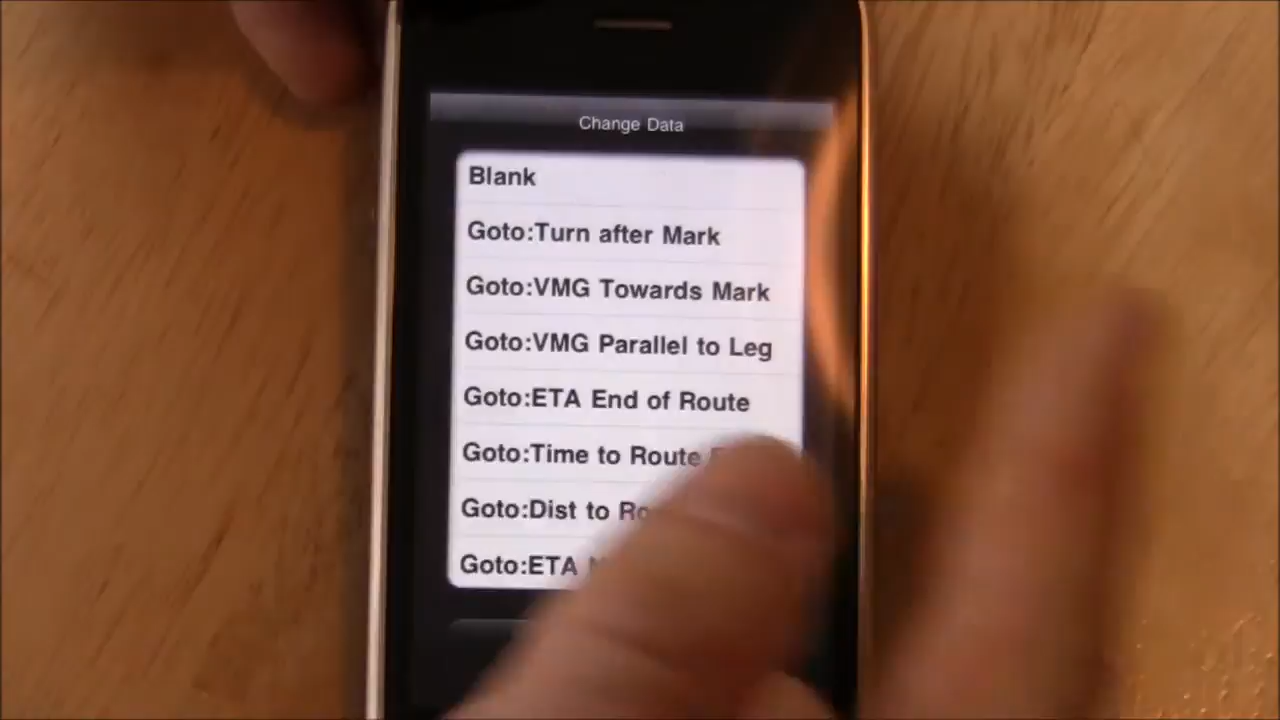 Change Data
Blank
Goto:Turn after Mark
Goto:VMG Towards Mark
Goto:VMG Parallel to Leg
Goto:ETA End of Route
Goto:Time to Route
Goto:Dist to
Goto:ETA